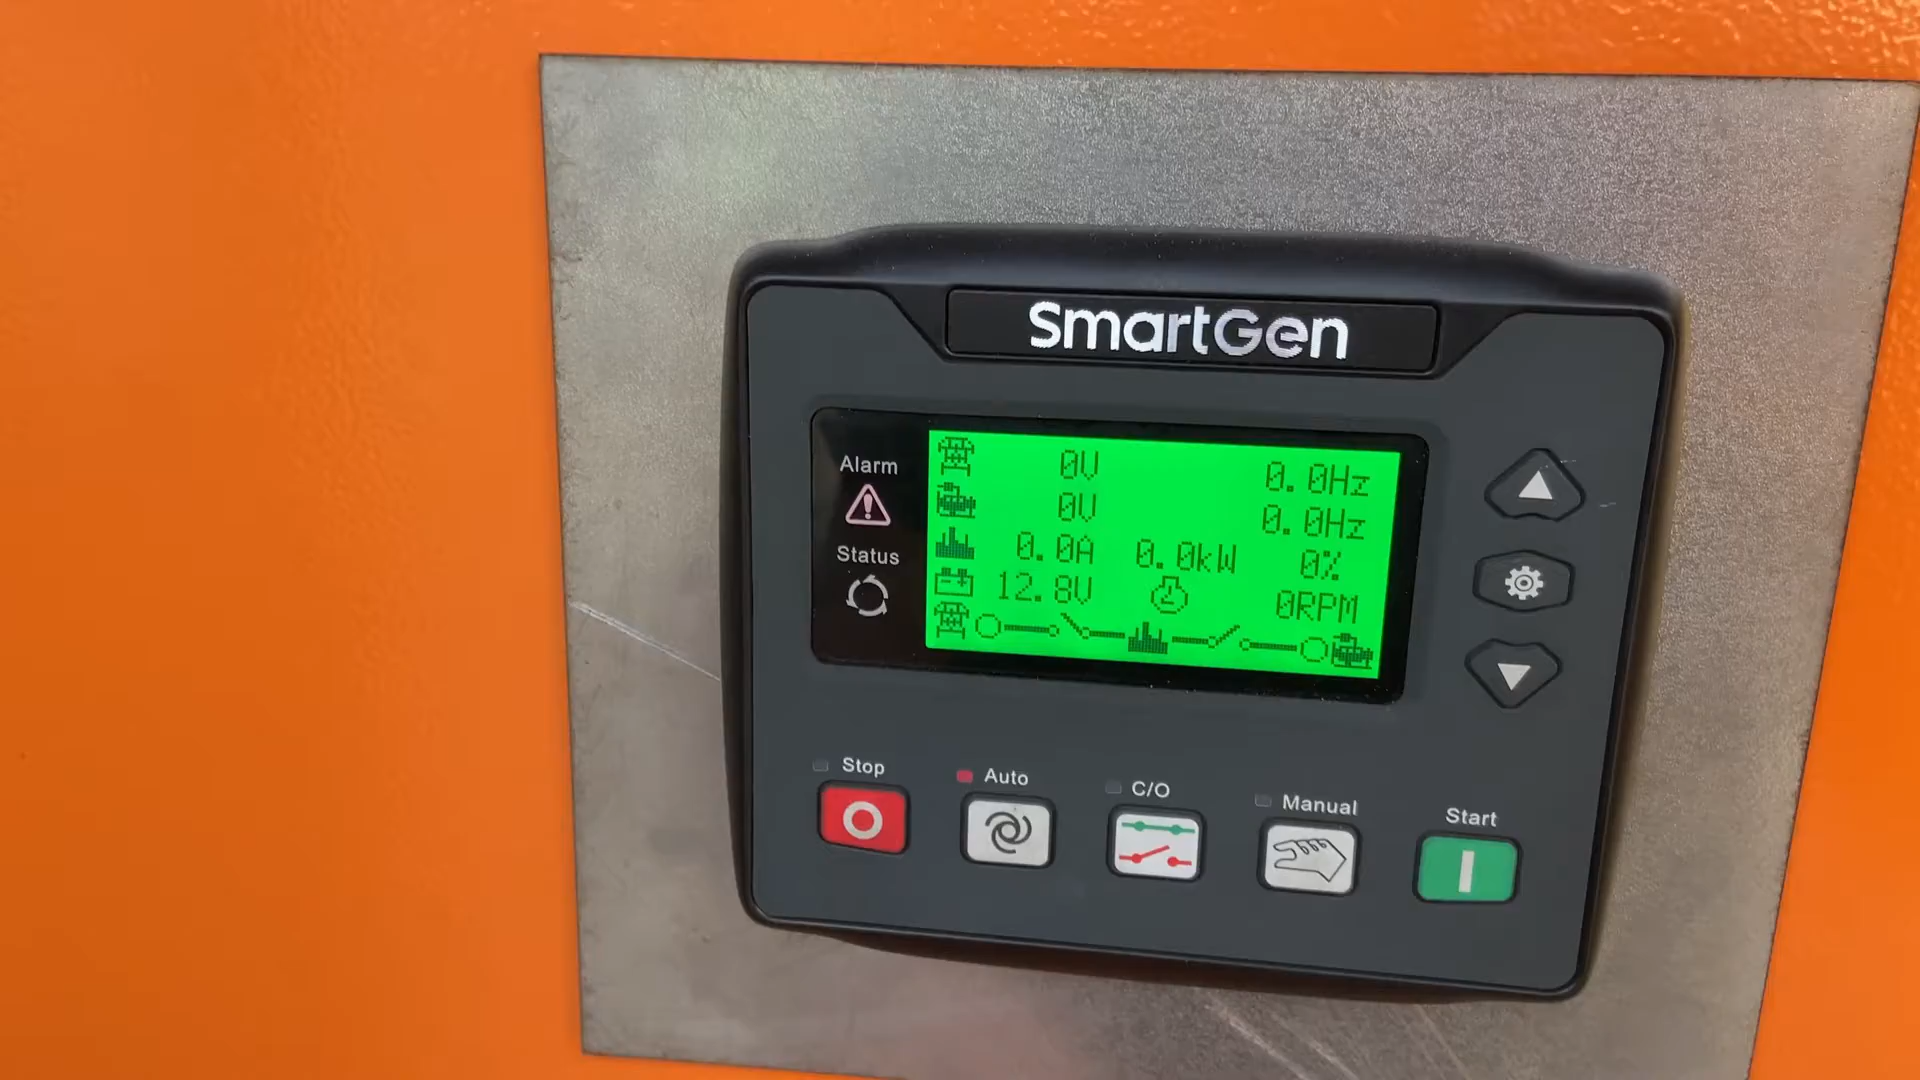 SmartGen
Alarm
Status
0V 0.0Hz
0V 0.0Hz
0.0A 0.0kW 0%
12.8V 0RPM
Stop
Auto
C/O
Manual
Start